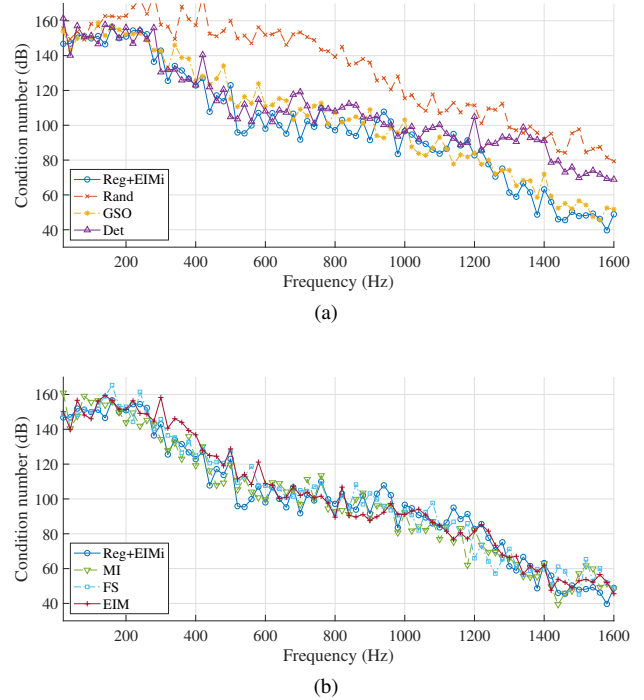 160
140
120
100
80
60
40
Condition number (dB)
Reg+EIMi
Rand
GSO
Det
200 400 600 800 1000 1200 1400 1600
Frequency (Hz)
(a)
160
140
120
100
80
60
40
Condition number (dB)
Reg+EIMi
MI
FS
EIM
200 400 600 800 1000 1200 1400 1600
Frequency (Hz)
(b)